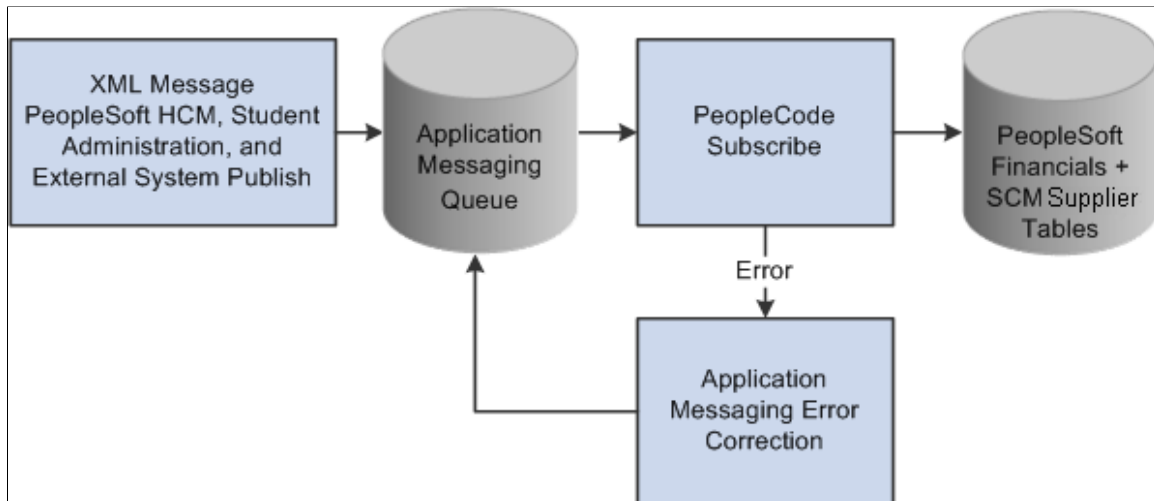 XML Message
PeopleSoft HCM, Student
Administration, and
External System Publish
Application
Messaging
Queue
PeopleCode
Subscribe
PeopleSoft
Financials +
SCM Supplier
Tables
Error
Application
Messaging Error
Correction